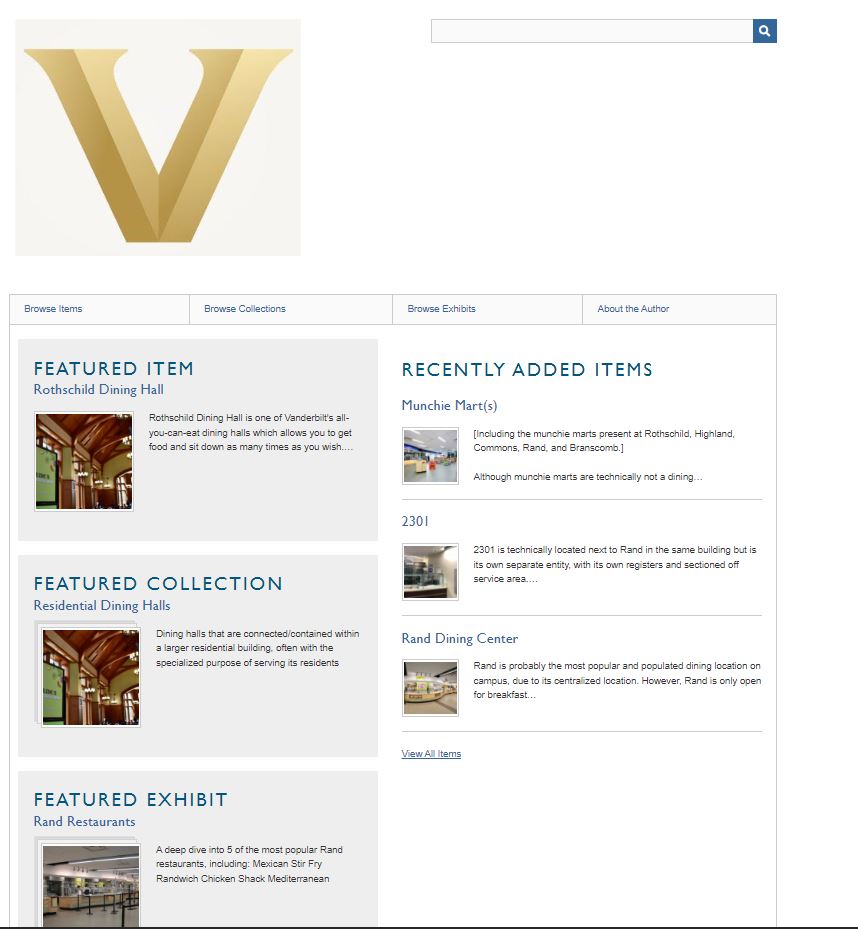 V
Browse Items
Browse Collections
Browse Exhibits
About the Author
FEATURED ITEM
Rothschild Dining Hall
Rothschild Dining Hall is one of Vanderbilt's all-
you-can-eat dining halls which allows you to get
food and sit down as many times as you wish....
FEATURED COLLECTION
Residential Dining Halls
Dining halls that are connected/contained within
a larger residential building, often with the
specialized purpose of serving its residents
FEATURED EXHIBIT
Rand Restaurants
A deep dive into 5 of the most popular Rand
restaurants, including: Mexican Stir Fry
Randwich Chicken Shack Mediterranean
RECENTLY ADDED ITEMS
Munchie Mart(s)
[Including the munchie marts present at Rothschild, Highland,
Commons, Rand, and Branscomb.]
Although munchie marts are technically not a dining...
2301
2301 is technically located next to Rand in the same building but is
its own separate entity, with its own registers and sectioned off
service area....
Rand Dining Center
Rand is probably the most popular and populated dining location on
campus, due to its centralized location. However, Rand is only open
for breakfast...
View All Items